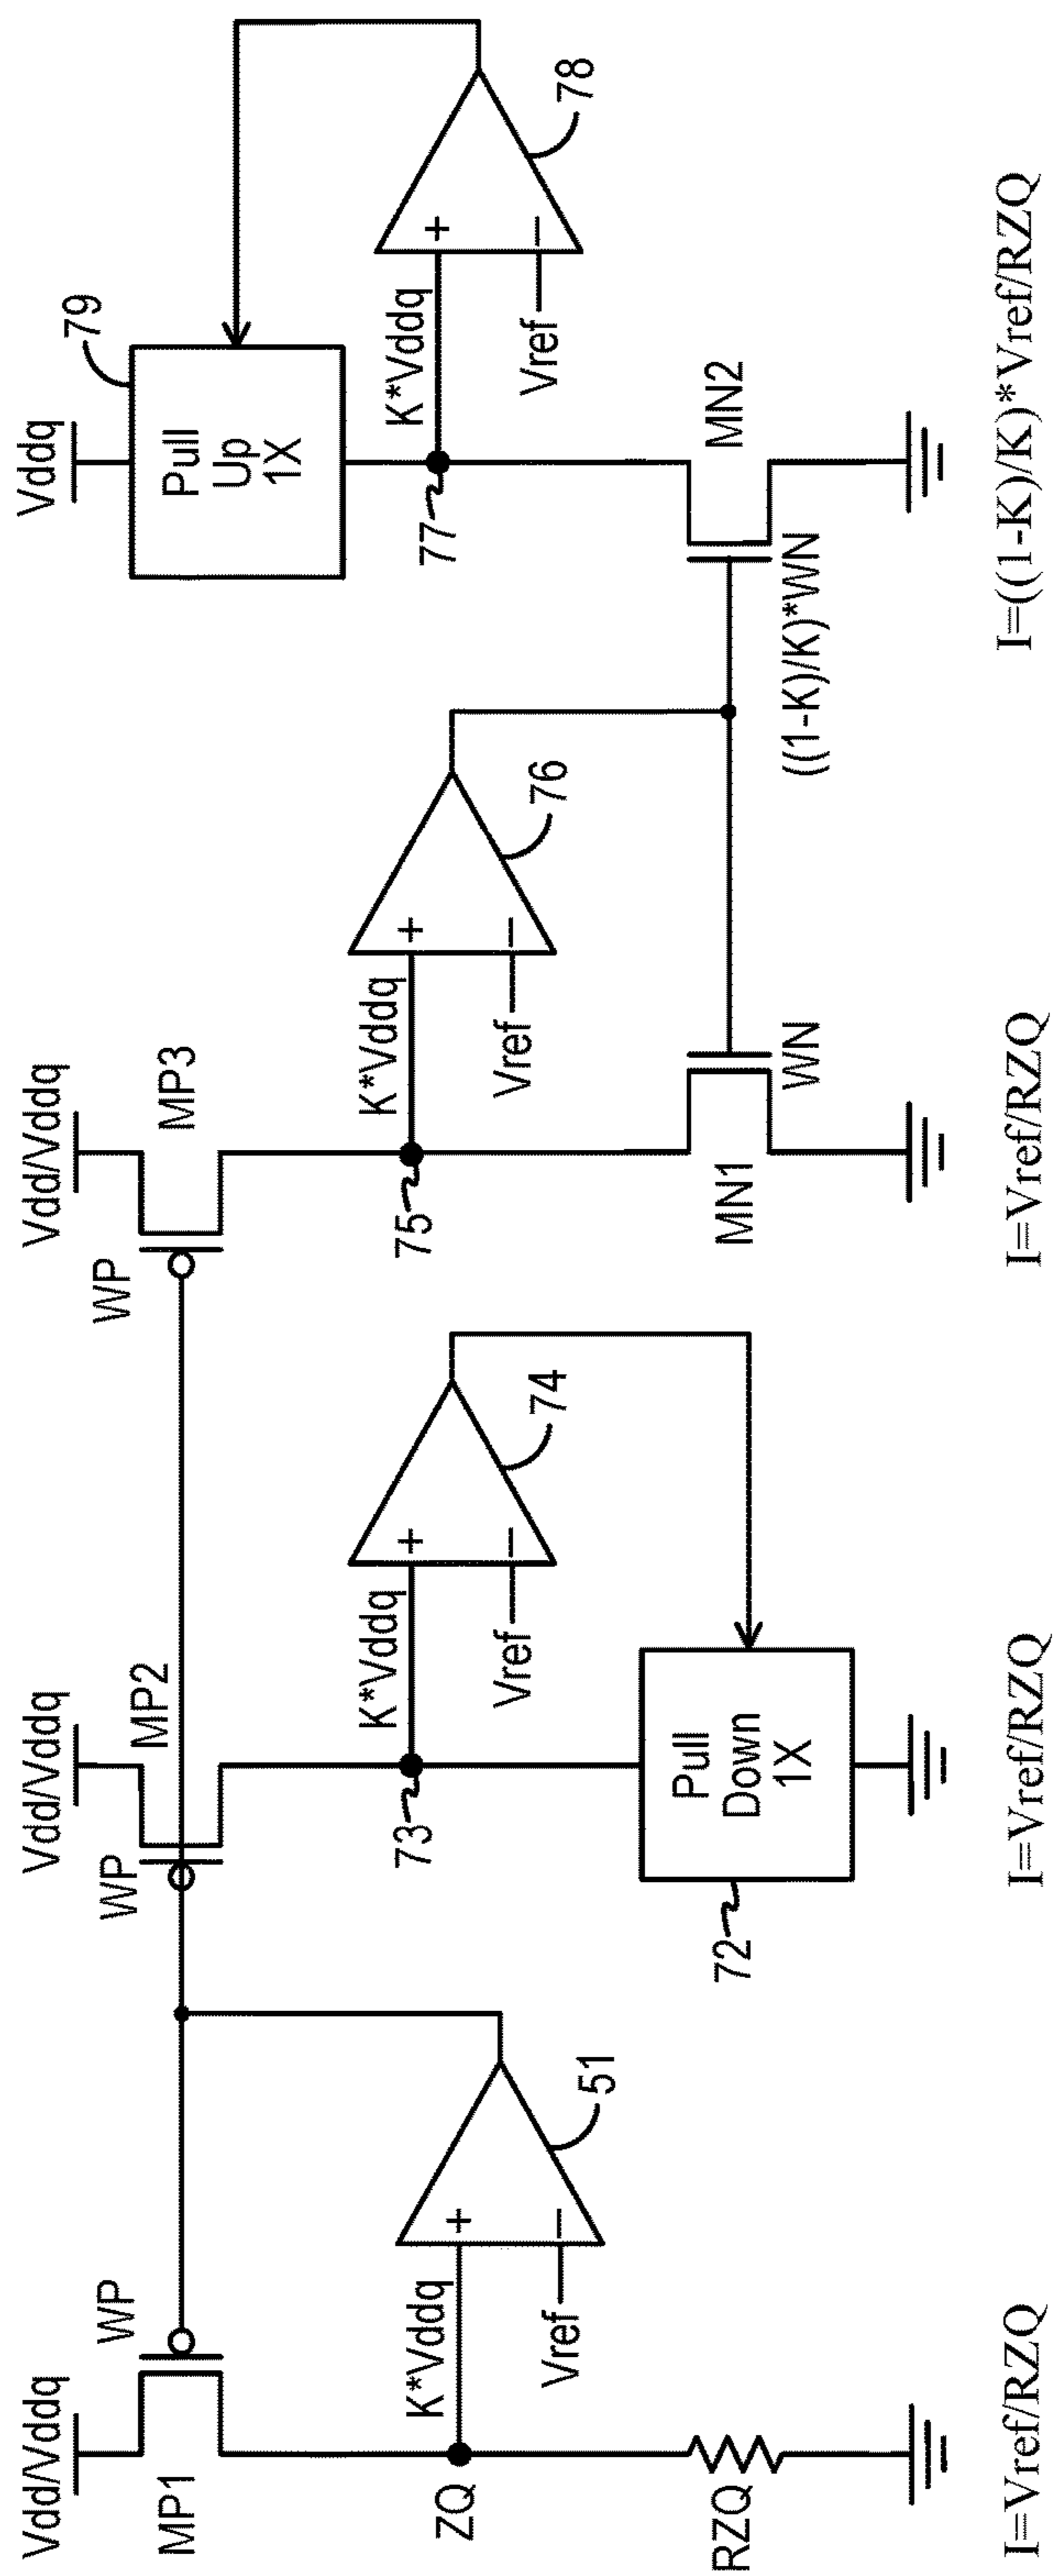 Vdd/Vddq
MP1
WP
ZQ
K*Vddq
+
Vref
−
51
RZQ
I=Vref/RZQ
Vdd/Vddq
WP
MP2
73
K*Vddq
+
Vref
−
74
72
Pull
Down
1X
I=Vref/RZQ
Vdd/Vddq
WP
MP3
75
K*Vddq
+
Vref
−
76
MN1
WN
I=Vref/RZQ
Vddq
79
Pull
Up
1X
77
K*Vddq
+
Vref
−
78
MN2
((1-K)/K)*WN
I=((1-K)/K)*Vref/RZQ